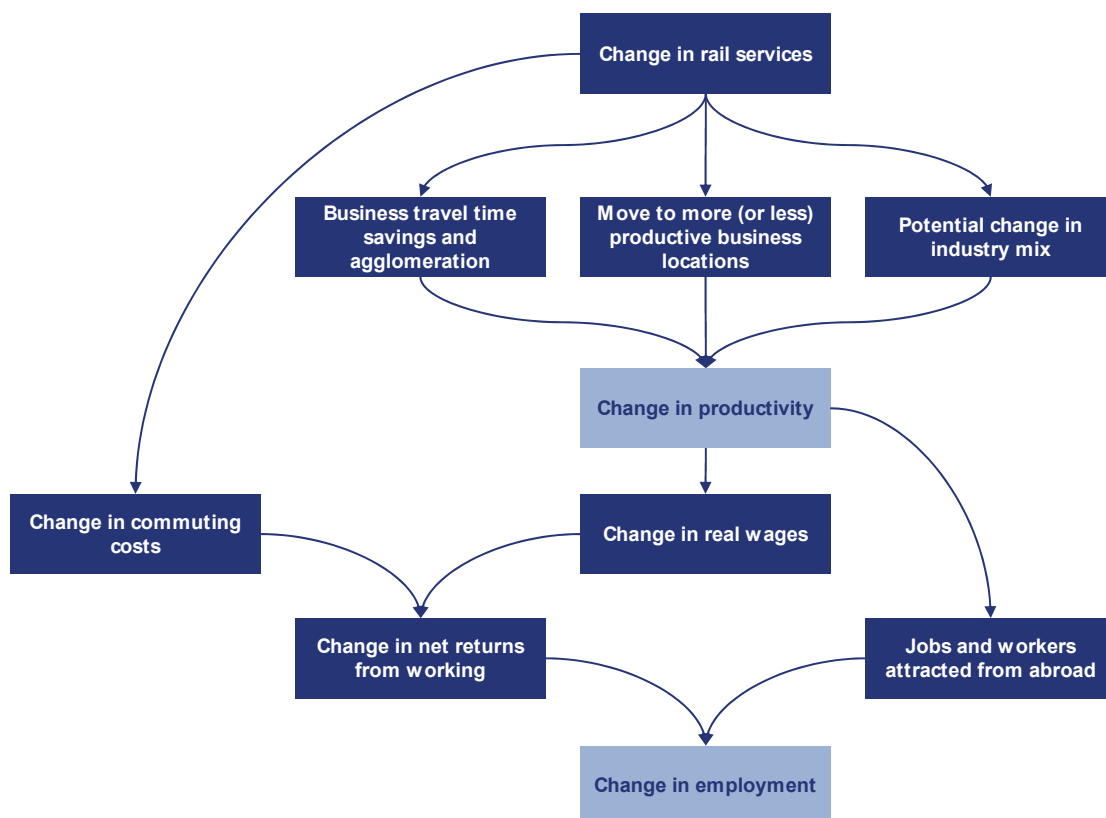 Change in rail services
Business travel time
savings and
agglomeration
Move to more (or less)
productive business
locations
Potential change in
industry mix
Change in productivity
Change in commuting
costs
Change in real wages
Change in net returns
from working
Jobs and workers
attracted from abroad
Change in employment